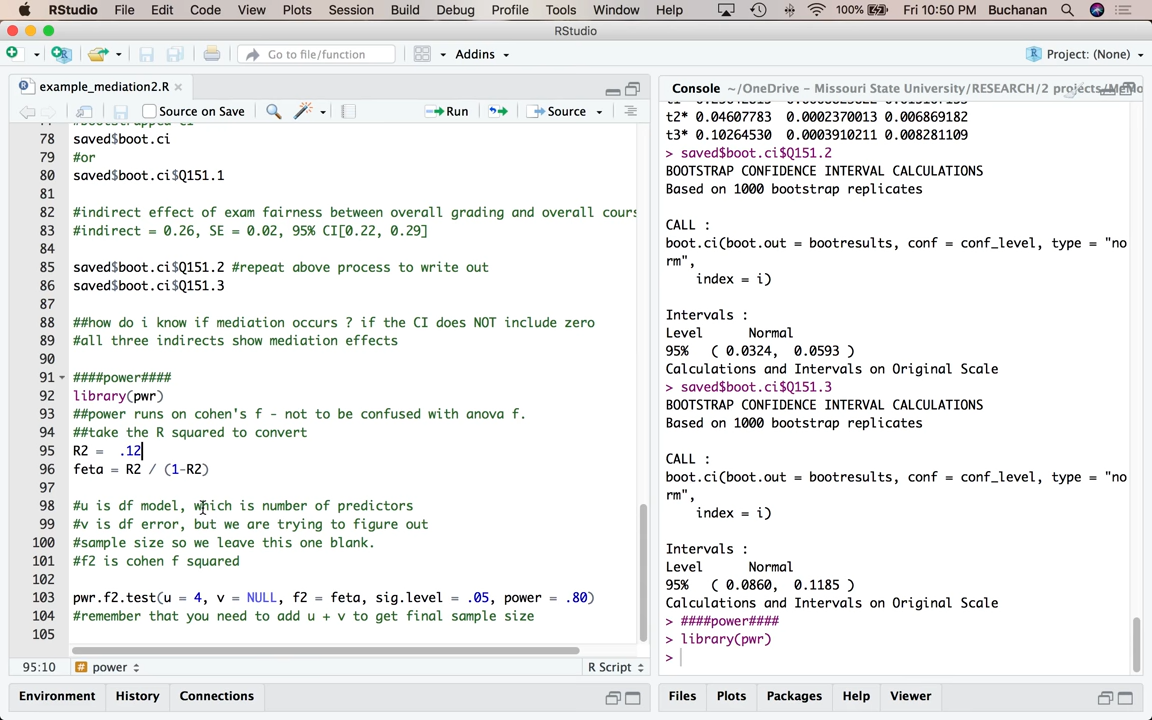 RStudio File Edit Code View Plots Session Build Debug Profile Tools Window Help 100% Fri 10:50 PM Buchanan
RStudio
Go to file/function Addins Project: (None)
example_mediation2.R
Source on Save Run Source
78 saved$boot.ci
79 #or
80 saved$boot.ci$Q151.1
81
82 #indirect effect of exam fairness between overall grading and overall cours
83 #indirect = 0.26, SE = 0.02, 95% CI[0.22, 0.29]
84
85 saved$boot.ci$Q151.2 #repeat above process to write out
86 saved$boot.ci$Q151.3
87
88 ##how do i know if mediation occurs ? if the CI does NOT include zero
89 #all three indirects show mediation effects
90
91 ####power####
92 library(pwr)
93 ##power runs on cohen's f - not to be confused with anova f.
94 ##take the R squared to convert
95 R2 =  .12
96 feta = R2 / (1-R2)
97
98 #u is df model, which is number of predictors
99 #v is df error, but we are trying to figure out
100 #sample size so we leave this one blank.
101 #f2 is cohen f squared
102
103 pwr.f2.test(u = 4, v = NULL, f2 = feta, sig.level = .05, power = .80)
104 #remember that you need to add u + v to get final sample size
105
95:10 power R Script
Environment History Connections
Console ~/OneDrive - Missouri State University/RESEARCH/2 projects/
t2* 0.04607783 0.0002370013 0.006869182
t3* 0.10264530 0.0003910211 0.008281109
> saved$boot.ci$Q151.2
BOOTSTRAP CONFIDENCE INTERVAL CALCULATIONS
Based on 1000 bootstrap replicates
CALL :
boot.ci(boot.out = bootresults, conf = conf_level, type = "no
rm",
index = i)
Intervals :
Level Normal
95% ( 0.0324, 0.0593 )
Calculations and Intervals on Original Scale
> saved$boot.ci$Q151.3
BOOTSTRAP CONFIDENCE INTERVAL CALCULATIONS
Based on 1000 bootstrap replicates
CALL :
boot.ci(boot.out = bootresults, conf = conf_level, type = "no
rm",
index = i)
Intervals :
Level Normal
95% ( 0.0860, 0.1185 )
Calculations and Intervals on Original Scale
> ####power####
> library(pwr)
>
Files Plots Packages Help Viewer